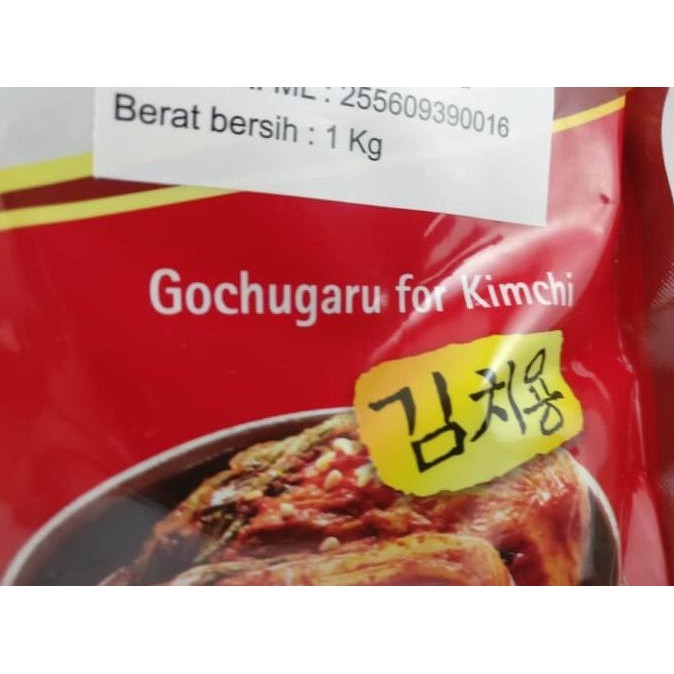 ML : 255609390016
Berat bersih : 1 Kg
Gochugaru for Kimchi
김치용